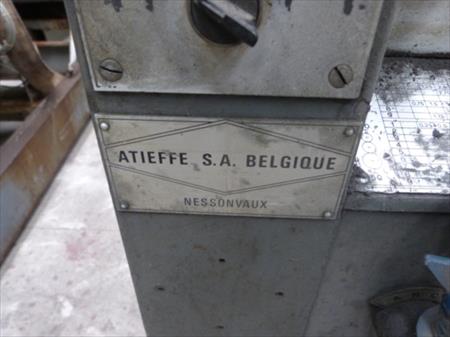 ATIEFFE S.A. BELGIQUE
NESSONVAUX